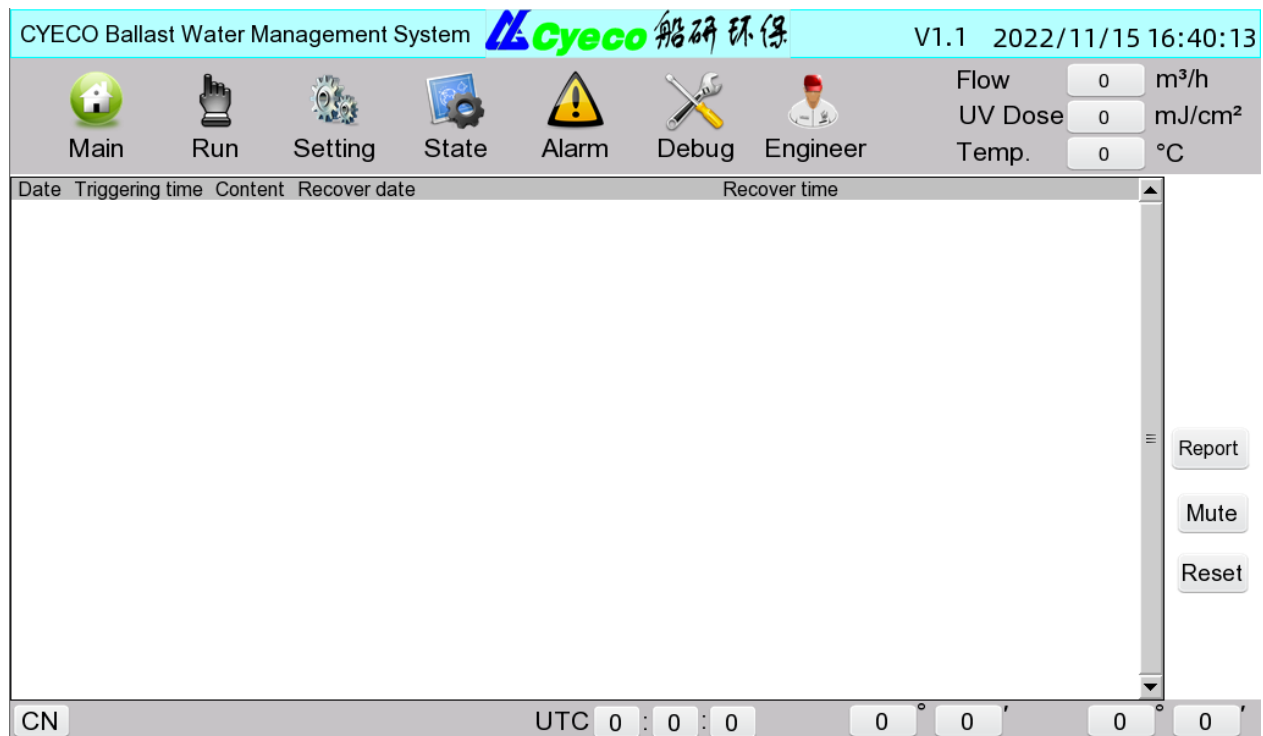 CYECO Ballast Water Management System Cyeco 船研环保 V1.1 2022/11/15 16:40:13
Flow 0 m³/h
UV Dose 0 mJ/cm²
Temp. 0 °C
Main Run Setting State Alarm Debug Engineer
Date Triggering time Content Recover date Recover time
Report
Mute
Reset
CN UTC 0 : 0 : 0 0 ° 0 ′ 0 ° 0 ′